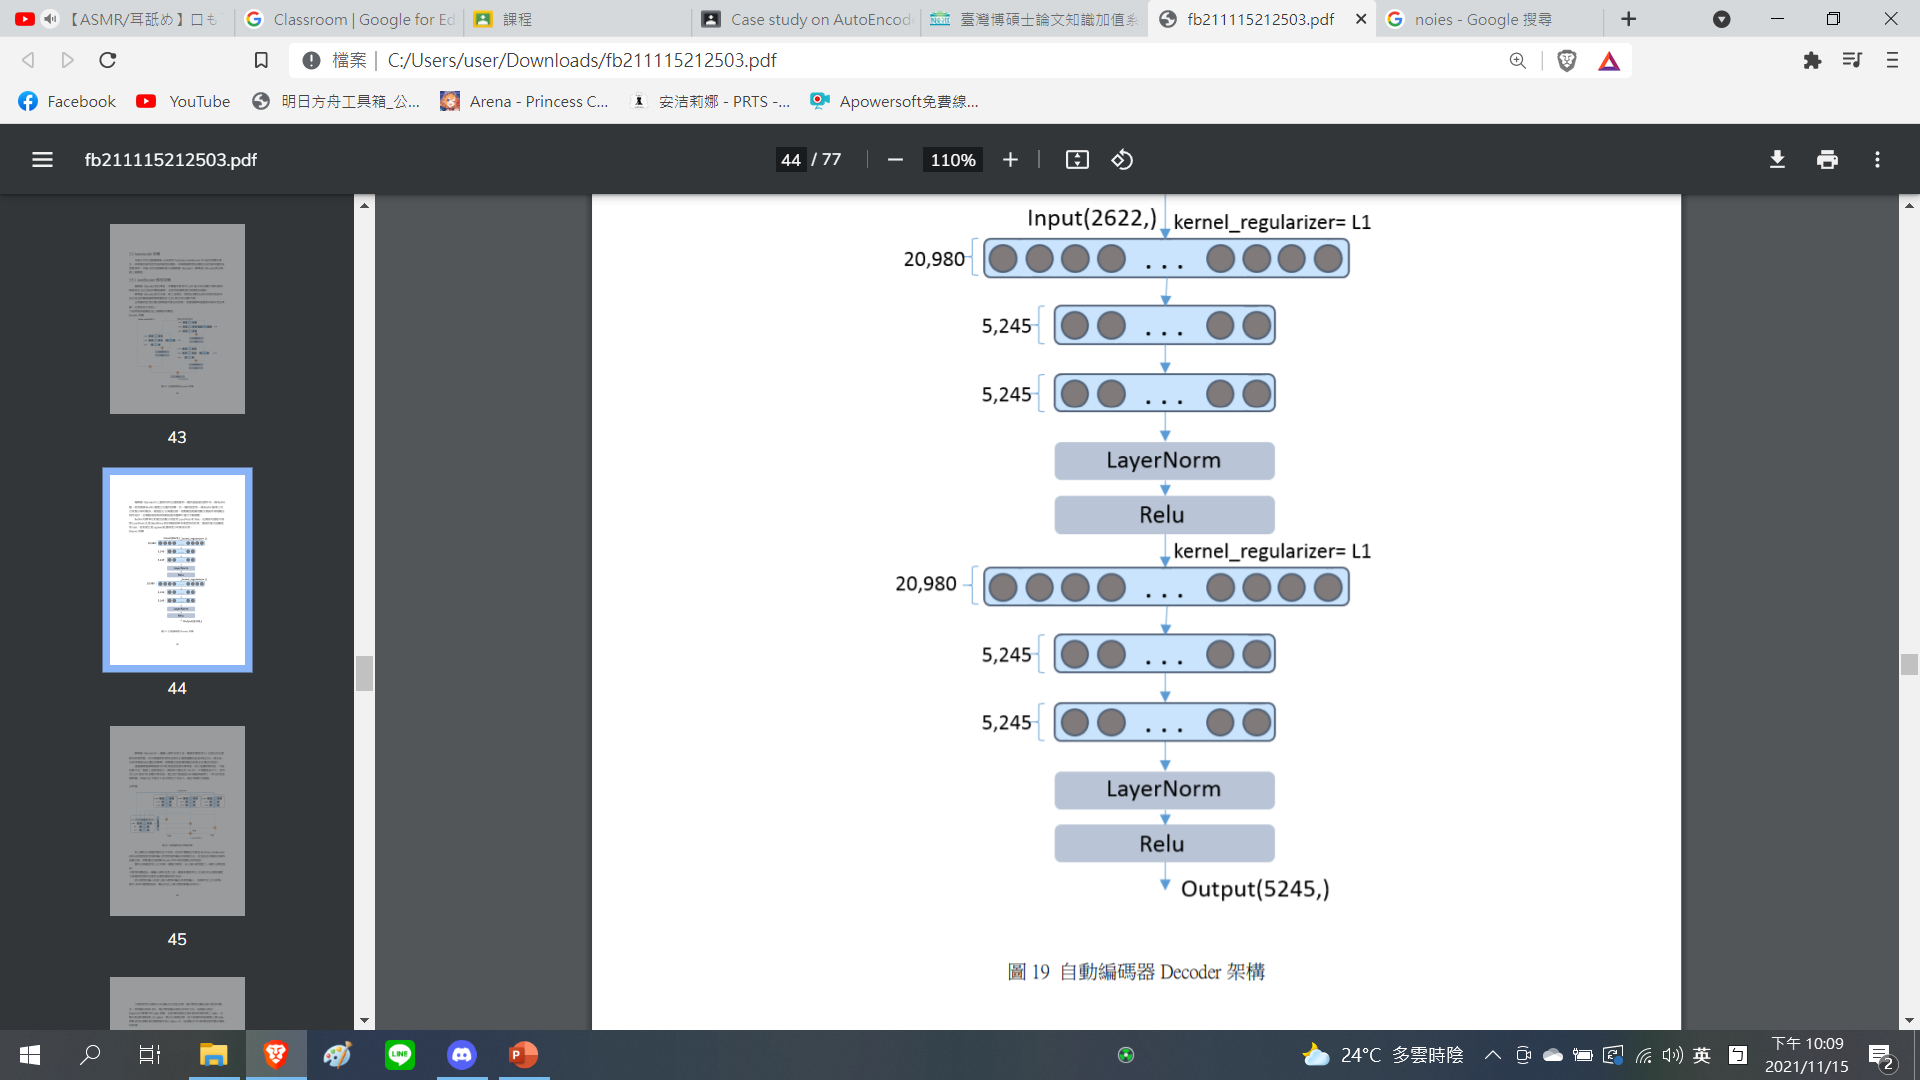 【ASMR/耳舐め】口も
Classroom | Google for Ed
課程
Case study on AutoEncod
臺灣博碩士論文知識加值系
fb211115212503.pdf
noies - Google 搜尋
檔案 | C:/Users/user/Downloads/fb211115212503.pdf
Facebook
YouTube
明日方舟工具箱_公...
Arena - Princess C...
安洁莉娜 - PRTS -...
Apowersoft免費線...
fb211115212503.pdf
44 / 77
110%
43
44
45
Input(2622,)
kernel_regularizer= L1
20,980
. . .
5,245
. . .
5,245
. . .
LayerNorm
Relu
kernel_regularizer= L1
20,980
. . .
5,245
. . .
5,245
. . .
LayerNorm
Relu
Output(5245,)
圖 19 自動編碼器 Decoder 架構
LINE
P
24°C 多雲時陰
英
下午 10:09
2021/11/15
2